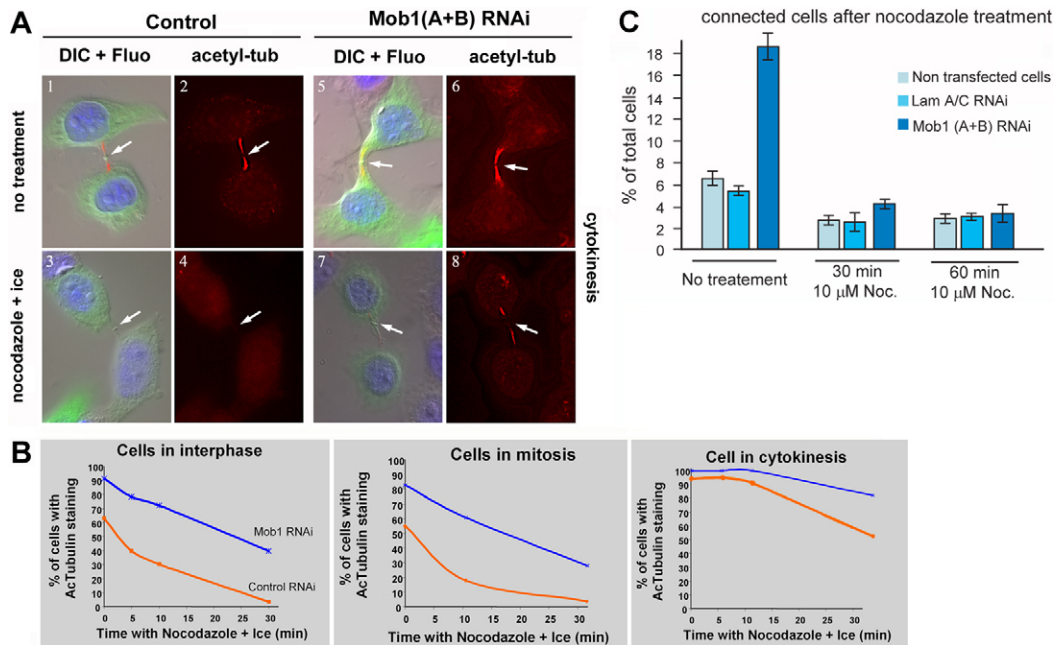 A
Control
Mob1(A+B) RNAi
DIC + Fluo
acetyl-tub
DIC + Fluo
acetyl-tub
no treatment
1
2
5
6
nocodazole + ice
3
4
7
8
cytokinesis
C
connected cells after nocodazole treatment
% of total cells
18
16
14
12
10
8
6
4
2
0
Non transfected cells
Lam A/C RNAi
Mob1 (A+B) RNAi
No treatement
30 min
10 µM Noc.
60 min
10 µM Noc.
B
Cells in interphase
% of cells with
AcTubulin staining
100
90
80
70
60
50
40
30
20
10
0
Mob1 RNAi
Control RNAi
0 5 10 15 20 25 30
Time with Nocodazole + Ice (min)
Cells in mitosis
% of cells with
AcTubulin staining
100
90
80
70
60
50
40
30
20
10
0
0 5 10 15 20 25 30
Time with Nocodazole + Ice (min)
Cell in cytokinesis
% of cells with
AcTubulin staining
100
90
80
70
60
50
40
30
20
10
0
0 5 10 15 20 25 30
Time with Nocodazole + Ice (min)